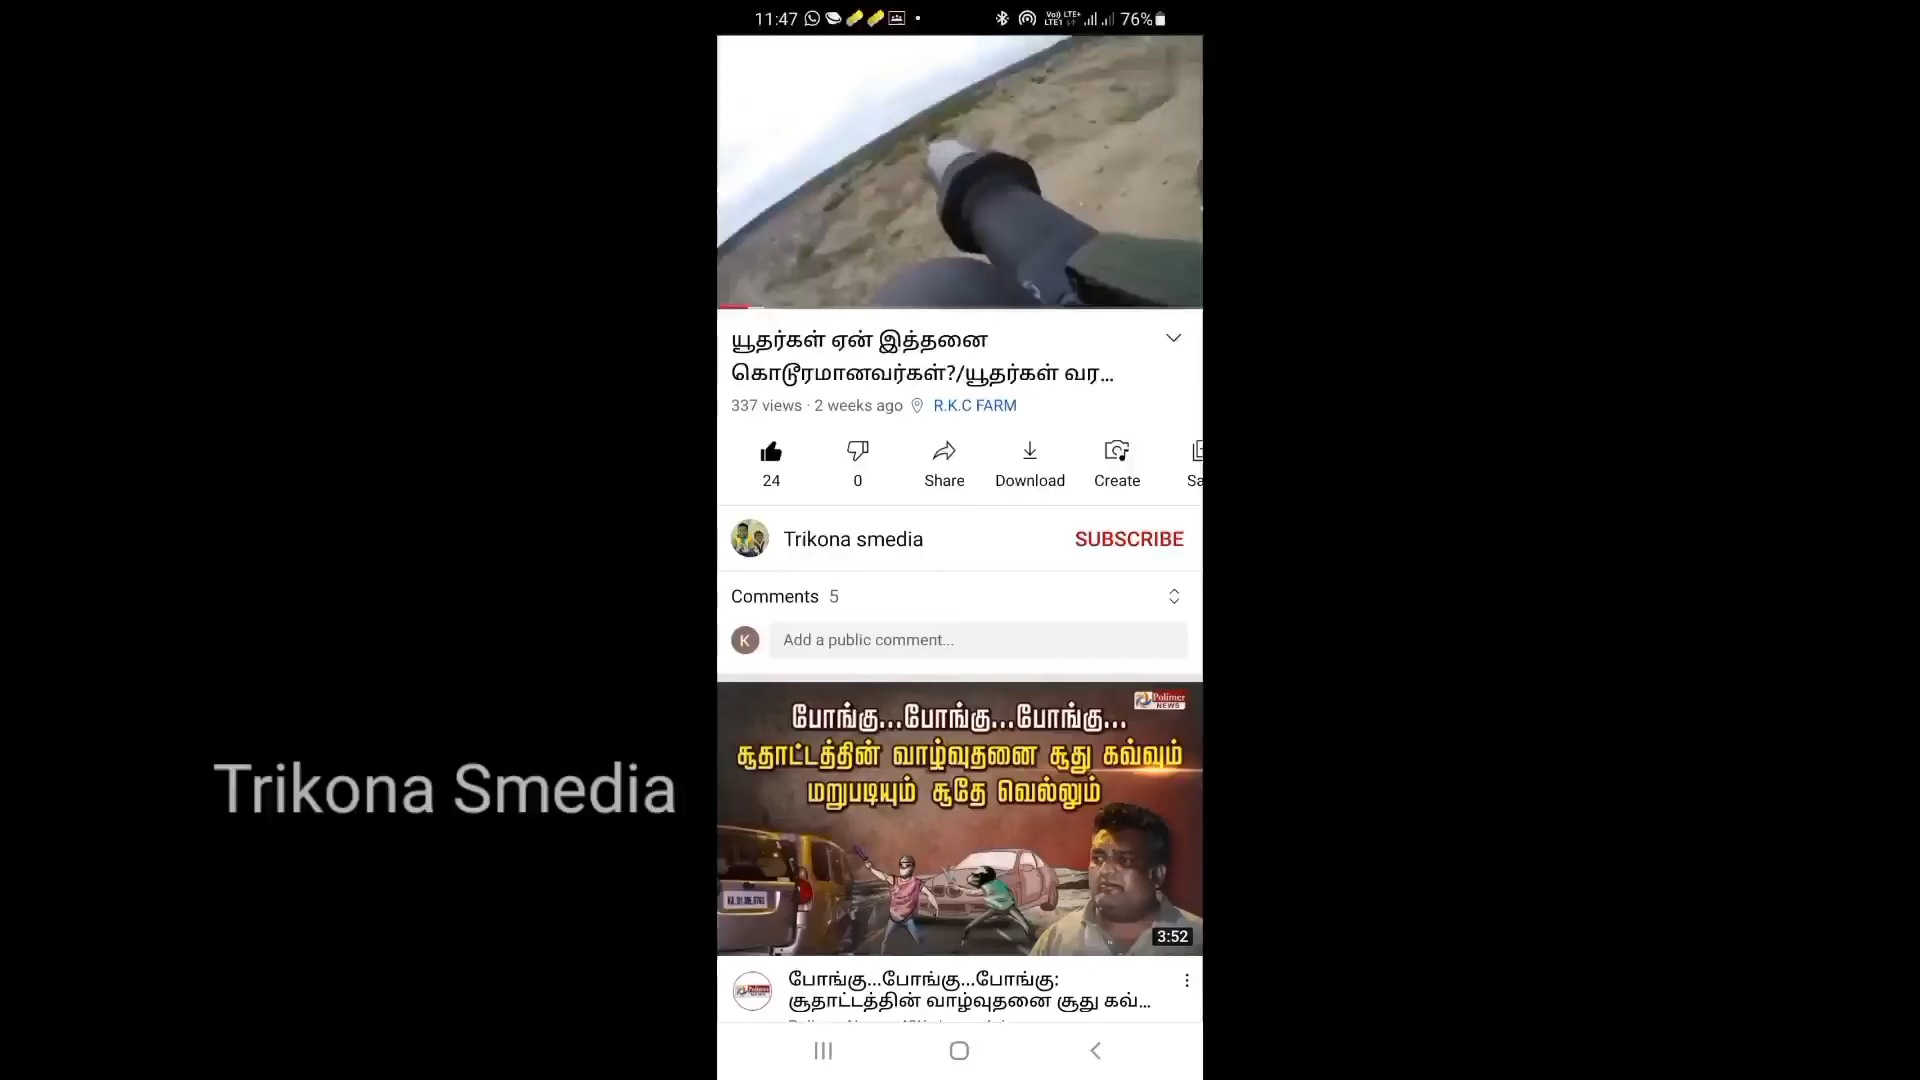 11:47
76%
யூதர்கள் ஏன் இத்தனை
கொடூரமானவர்கள்?/யூதர்கள் வர...
337 views · 2 weeks ago R.K.C FARM
24
0
Share
Download
Create
Sa
Trikona smedia
SUBSCRIBE
Comments 5
K
Add a public comment...
Polimer
NEWS
போங்கு...போங்கு...போங்கு...
சூதாட்டத்தின் வாழ்வுதனை சூது கவ்வும்
மறுபடியும் சூதே வெல்லும்
Trikona Smedia
3:52
போங்கு...போங்கு...போங்கு:
சூதாட்டத்தின் வாழ்வுதனை சூது கவ்...